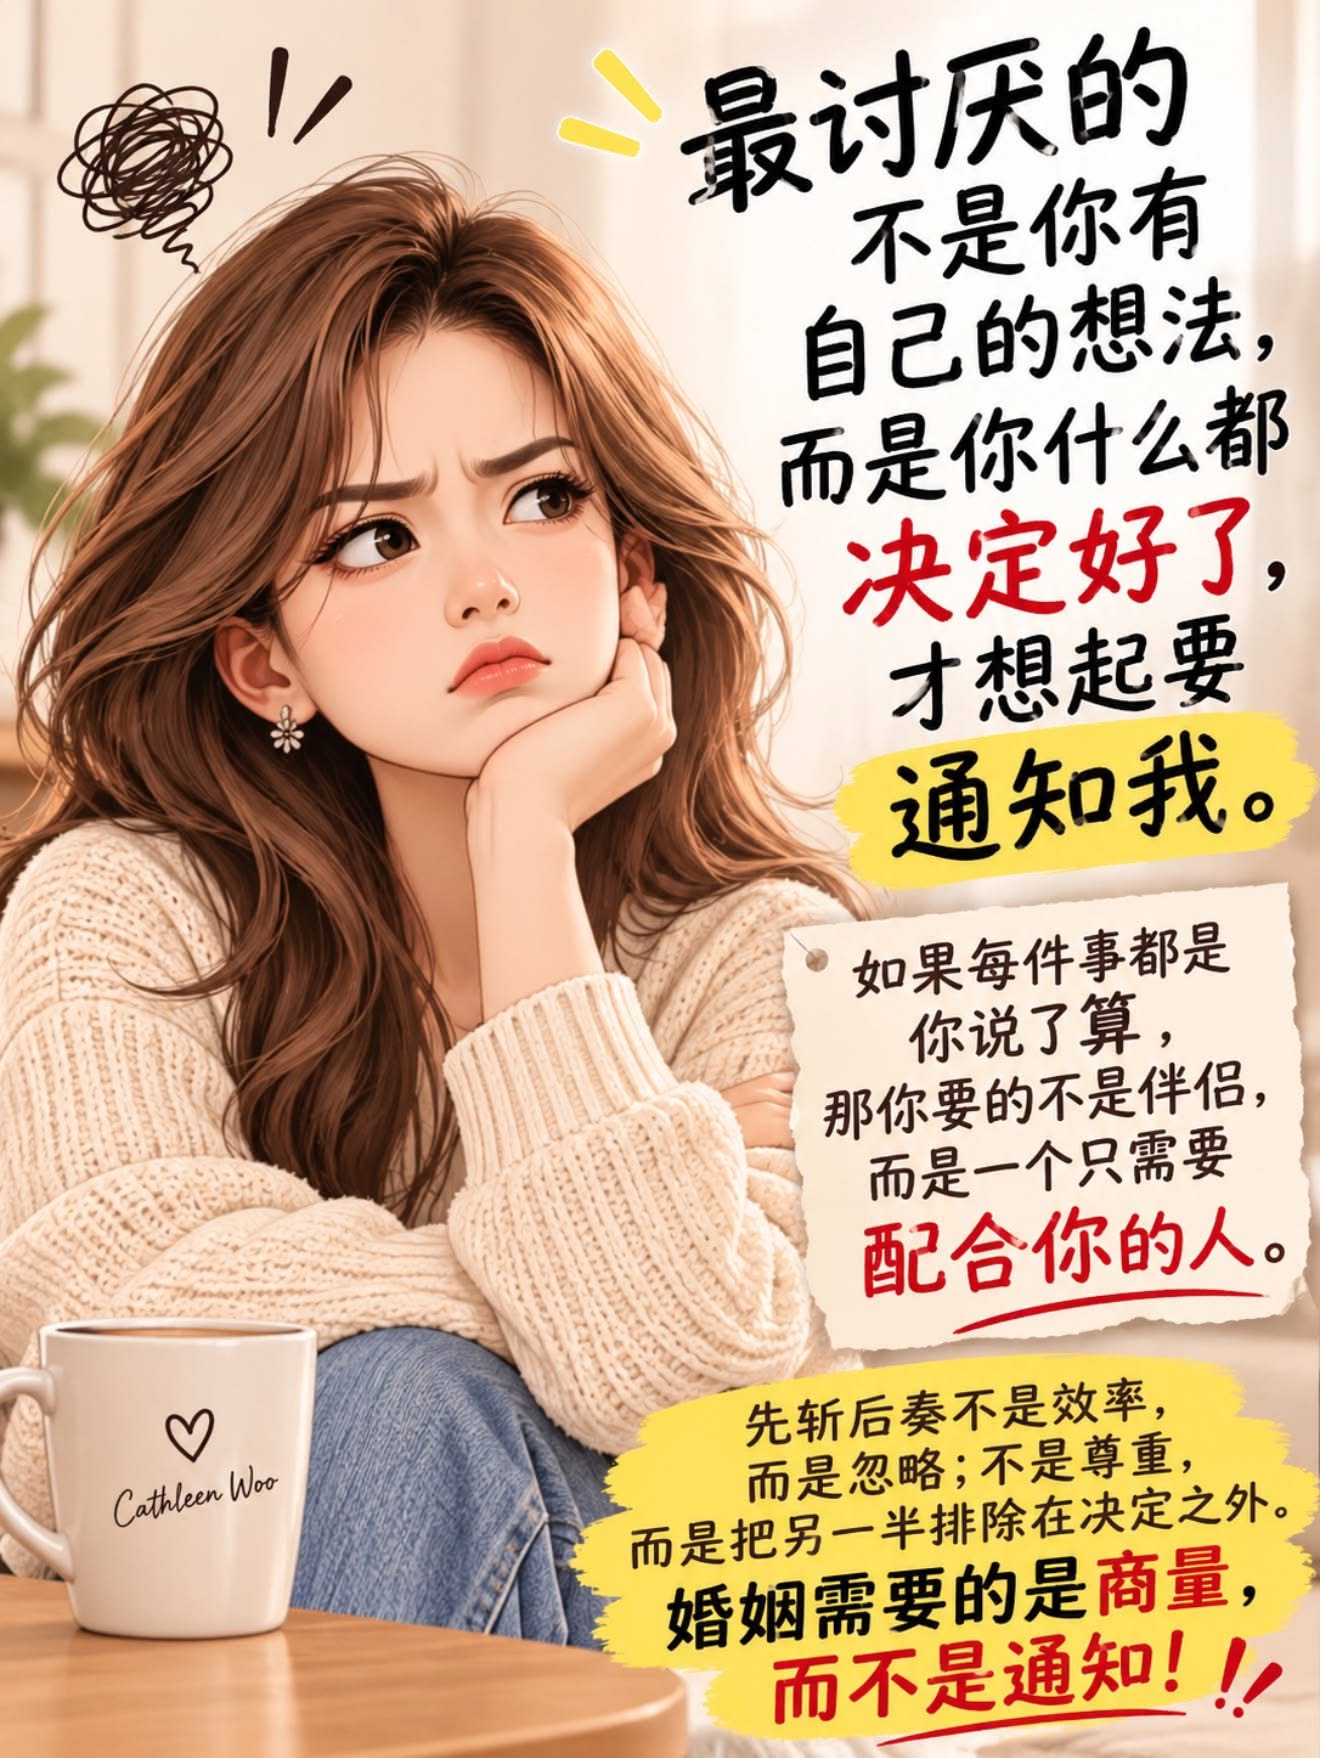 最讨厌的
不是你有
自己的想法，
而是你什么都
决定好了，
才想起要
通知我。
如果每件事都是
你说了算，
那你要的不是伴侣，
而是一个只需要
配合你的人。
先斩后奏不是效率，
而是忽略；不是尊重，
而是把另一半排除在决定之外。
婚姻需要的是商量，
而不是通知！!!
Cathleen Woo